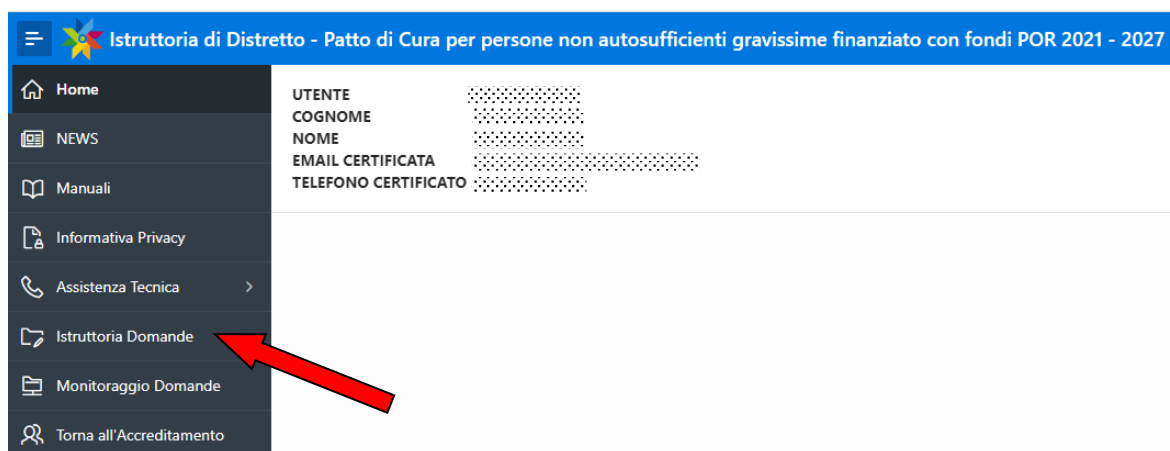 Istruttoria di Distretto - Patto di Cura per persone non autosufficienti gravissime finanziato con fondi POR 2021 - 2027
Home
NEWS
Manuali
Informativa Privacy
Assistenza Tecnica
Istruttoria Domande
Monitoraggio Domande
Torna all'Accreditamento
UTENTE
COGNOME
NOME
EMAIL CERTIFICATA
TELEFONO CERTIFICATO